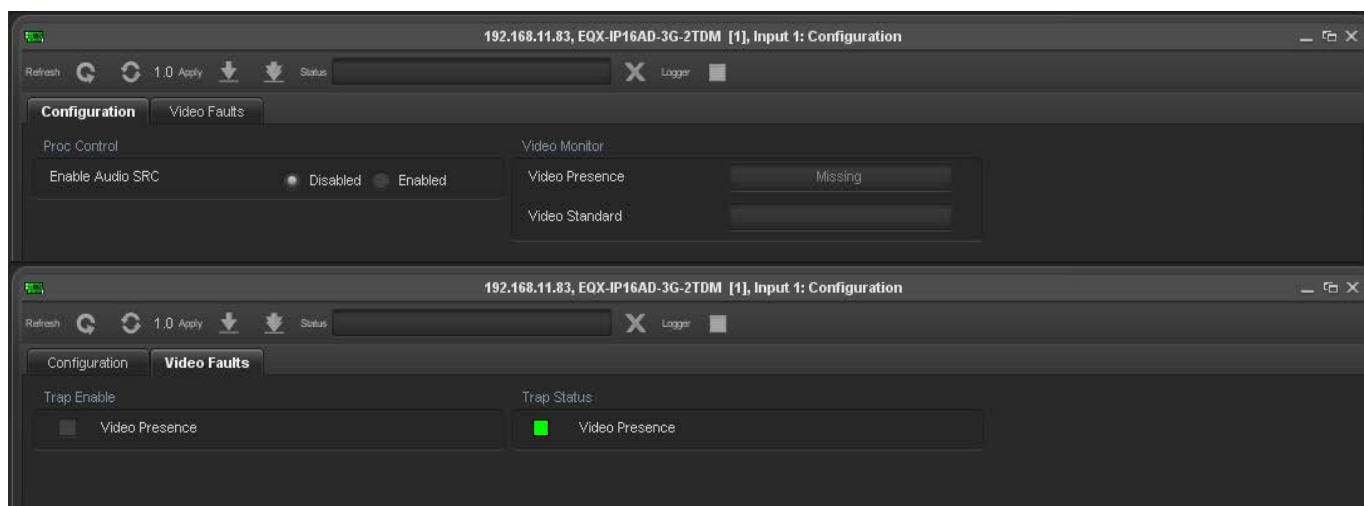 192.168.11.83, EQX-IP16AD-3G-2TDM [1], Input 1: Configuration
Refresh 1.0 Apply Status Logger
Configuration Video Faults
Proc Control Video Monitor
Enable Audio SRC Disabled Enabled Video Presence Missing
Video Standard
192.168.11.83, EQX-IP16AD-3G-2TDM [1], Input 1: Configuration
Refresh 1.0 Apply Status Logger
Configuration Video Faults
Trap Enable Trap Status
Video Presence Video Presence